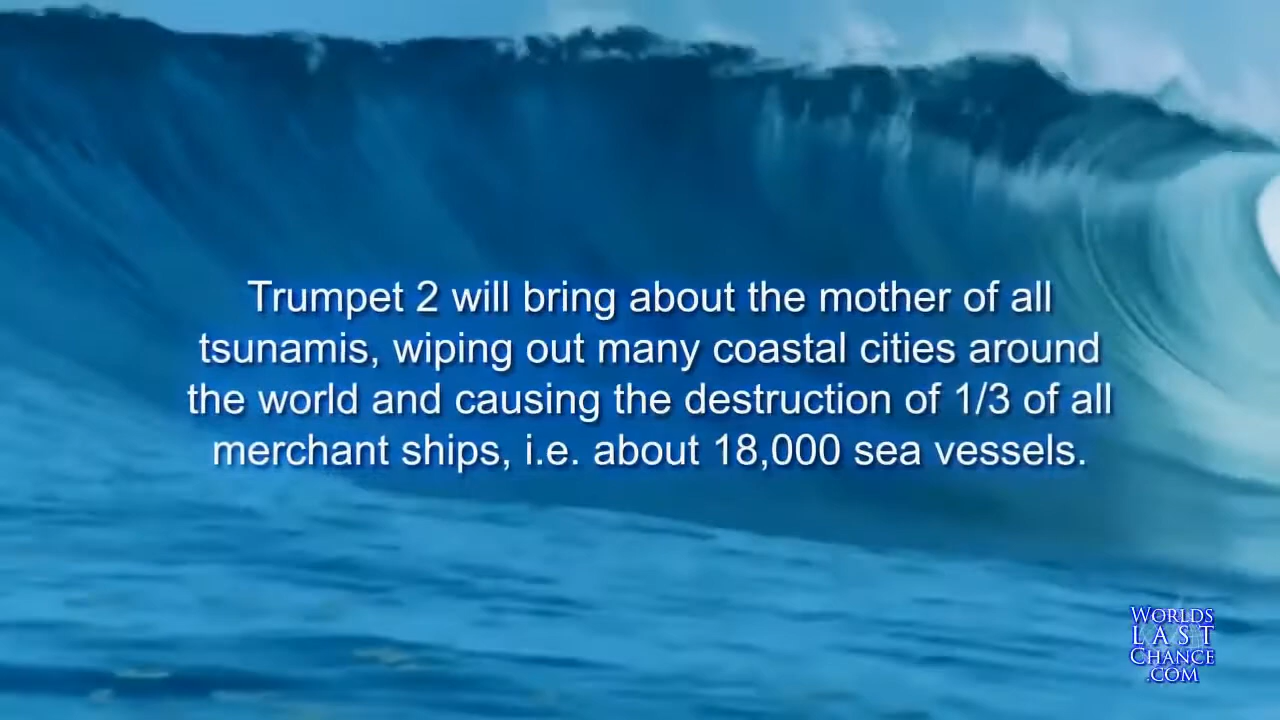 Trumpet 2 will bring about the mother of all
tsunamis, wiping out many coastal cities around
the world and causing the destruction of 1/3 of all
merchant ships, i.e. about 18,000 sea vessels.
WORLDS
LAST
CHANCE
.COM